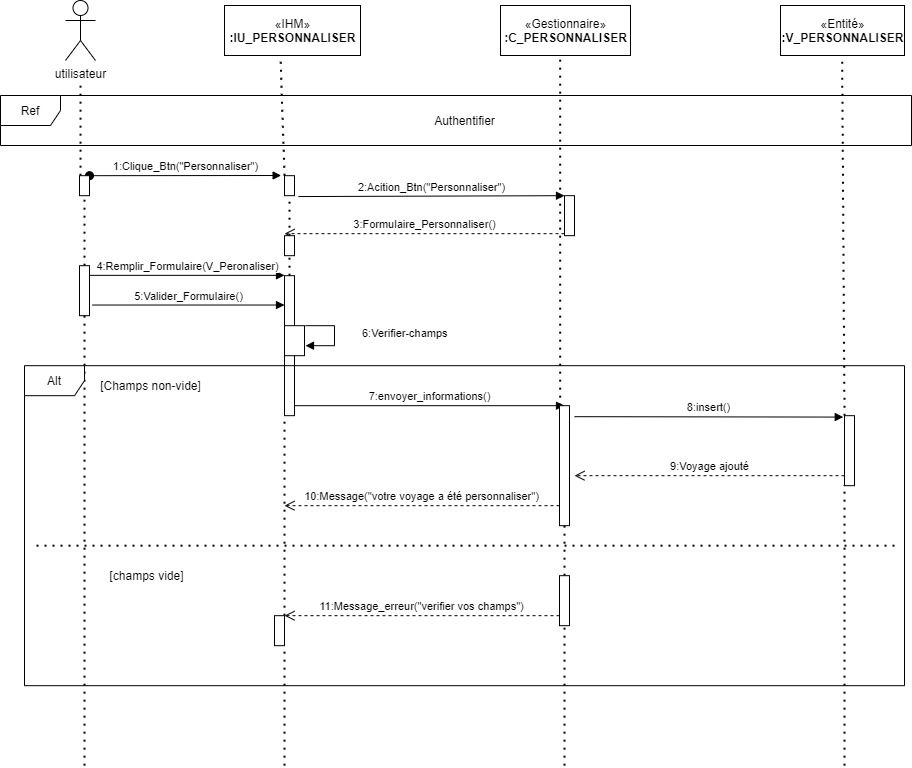 «IHM»
:IU_PERSONNALISER
«Gestionnaire»
:C_PERSONNALISER
«Entité»
:V_PERSONNALISER
utilisateur
Ref
Authentifier
1:Clique_Btn("Personnaliser")
2:Acition_Btn("Personnaliser")
3:Formulaire_Personnaliser()
4:Remplir_Formulaire(V_Peronaliser)
5:Valider_Formulaire()
6:Verifier-champs
Alt
[Champs non-vide]
7:envoyer_informations()
8:insert()
9:Voyage ajouté
10:Message("votre voyage a été personnaliser")
[champs vide]
11:Message_erreur("verifier vos champs")